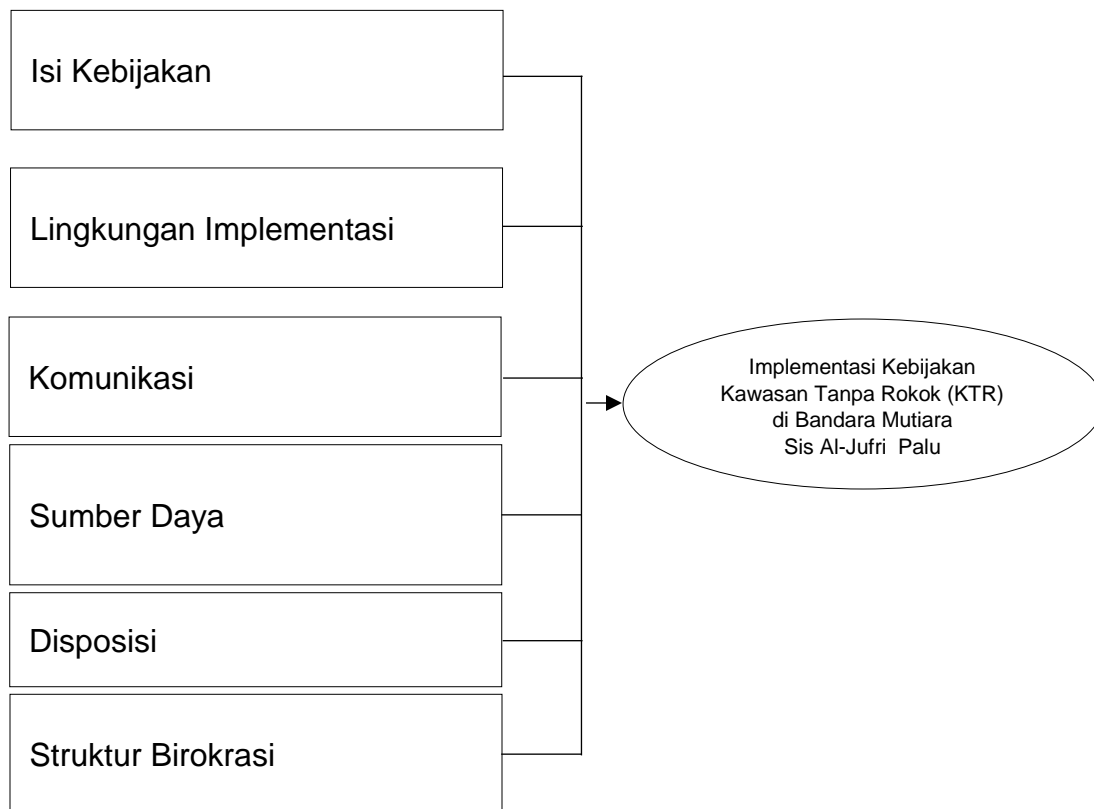 Isi Kebijakan
Lingkungan Implementasi
Komunikasi
Sumber Daya
Disposisi
Struktur Birokrasi
Implementasi Kebijakan
Kawasan Tanpa Rokok (KTR)
di Bandara Mutiara
Sis Al-Jufri Palu